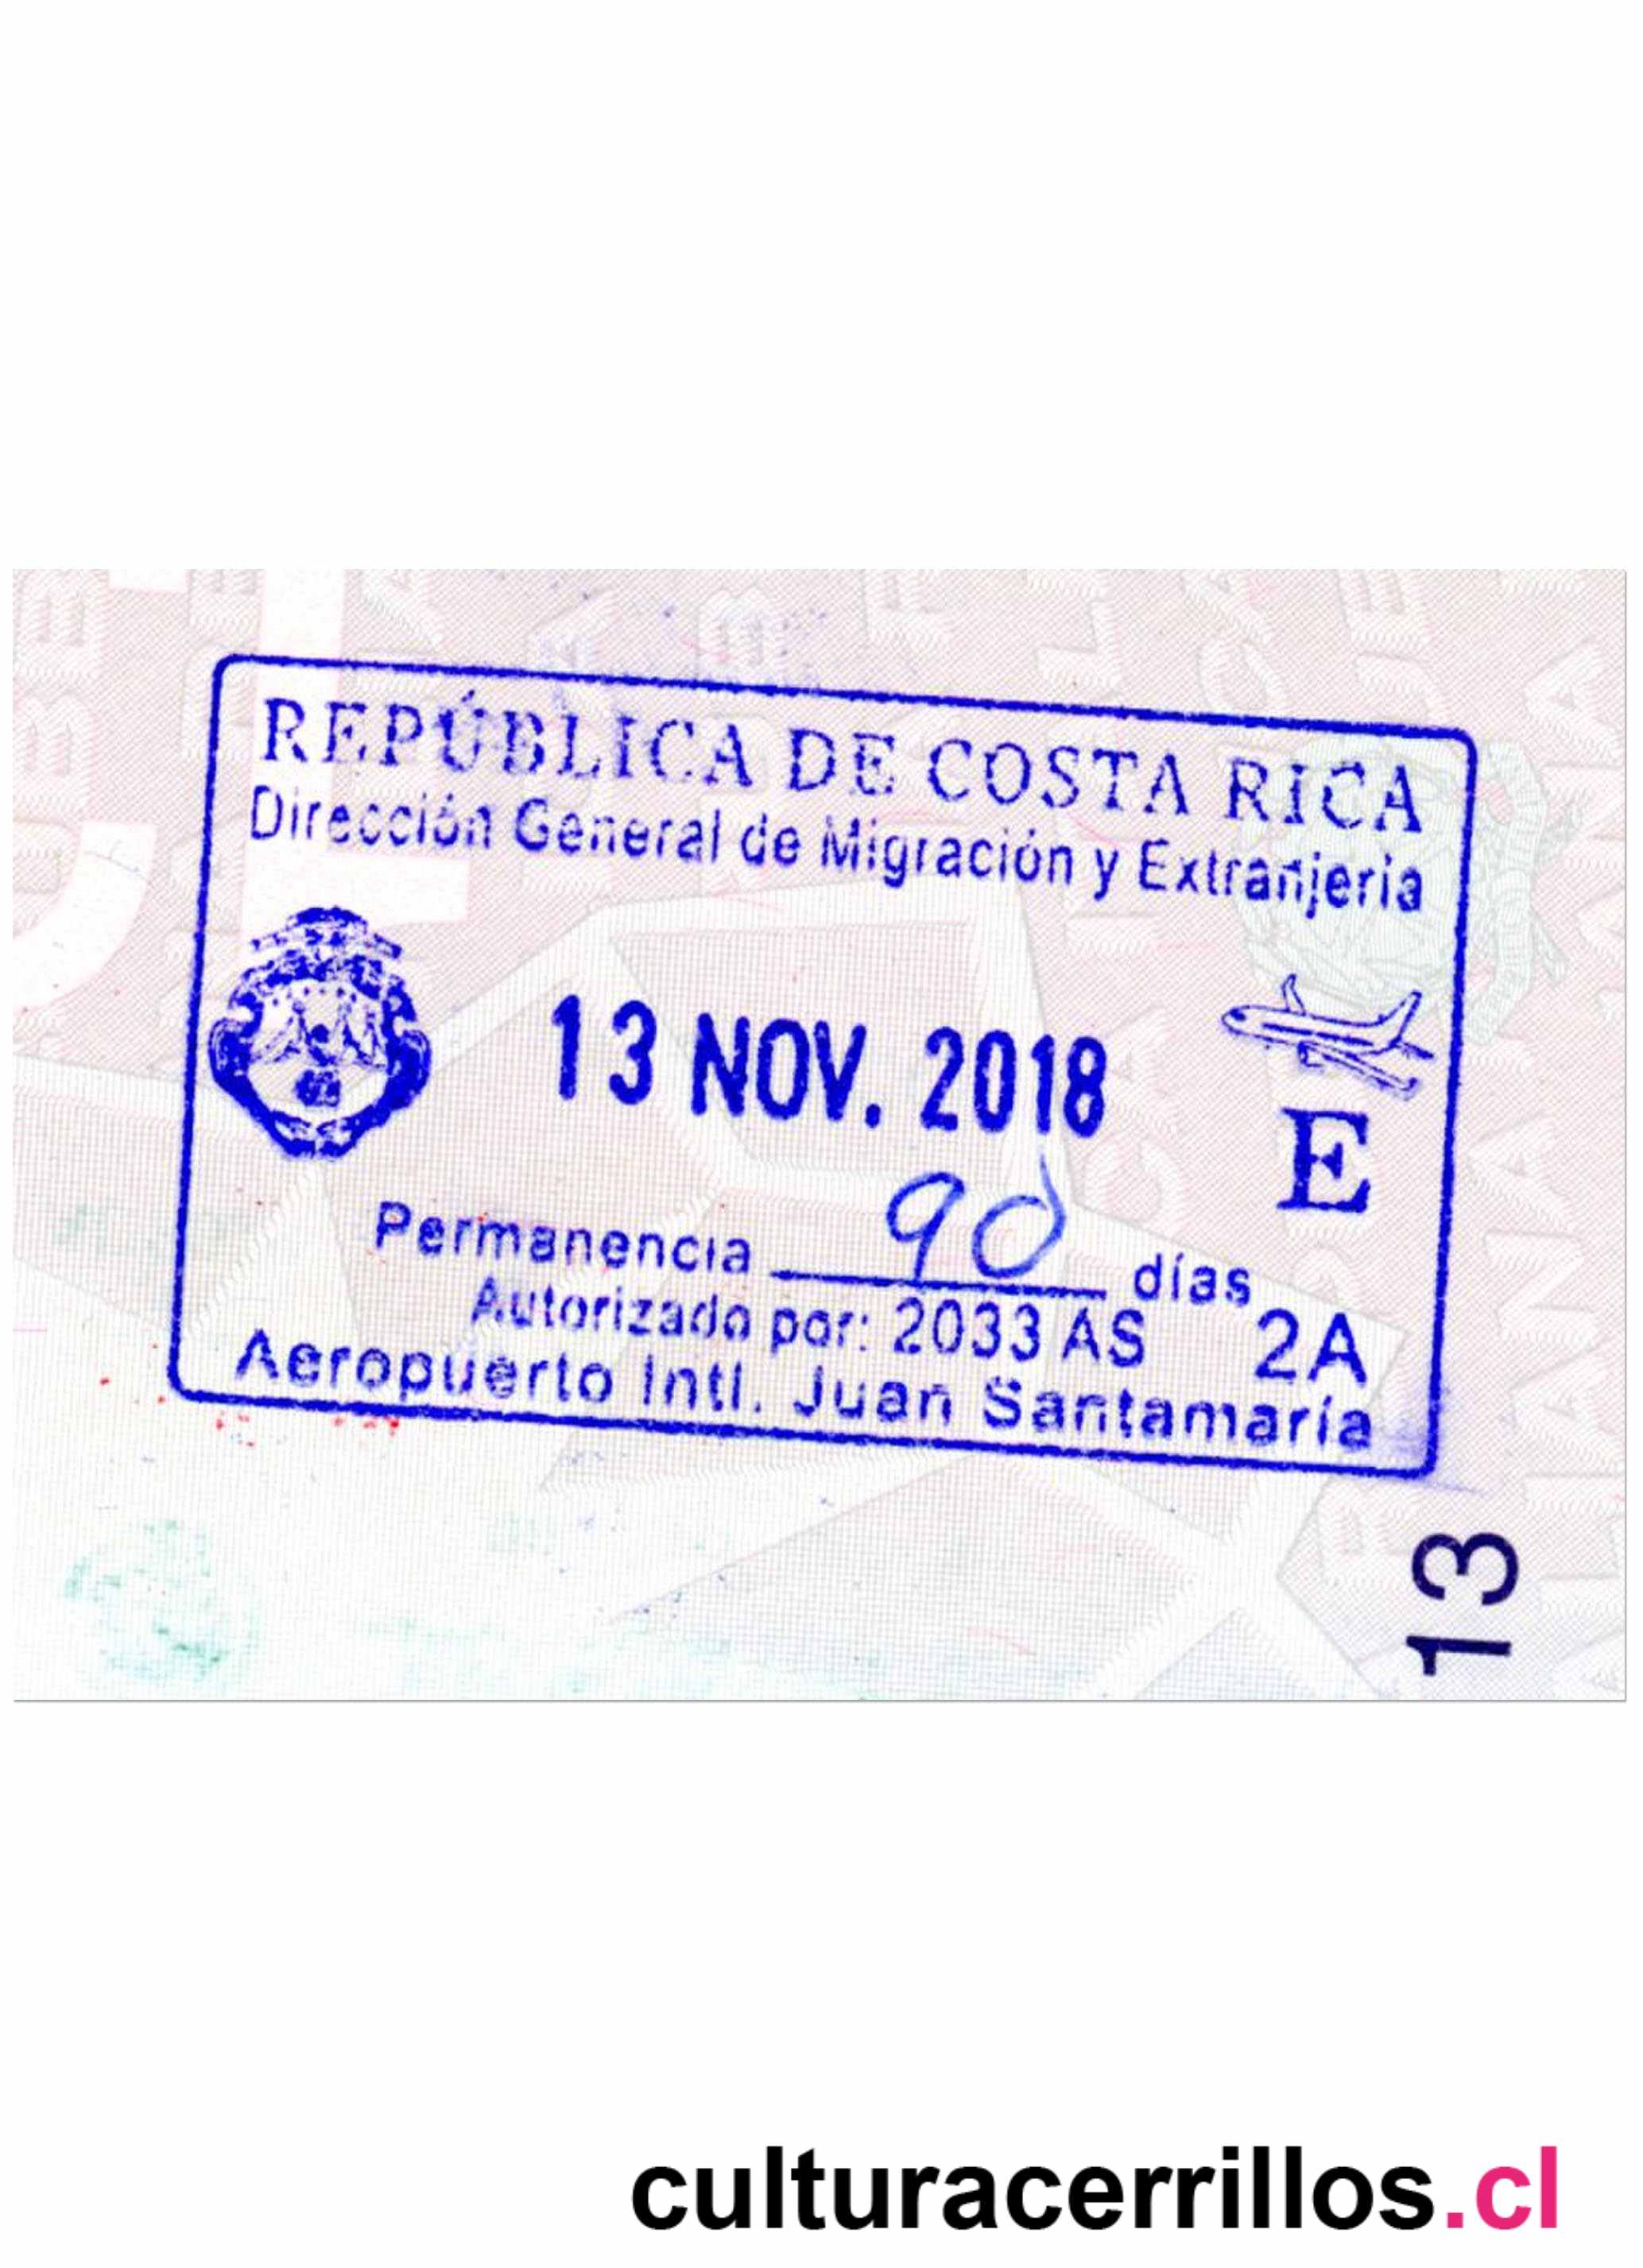 REPÚBLICA DE COSTA RICA
Dirección General de Migración y Extranjería
13 NOV. 2018
E
Permanencia 90 días
Autorizado por: 2033 AS 2A
Aeropuerto Intl. Juan Santamaría
13
culturacerrillos.cl